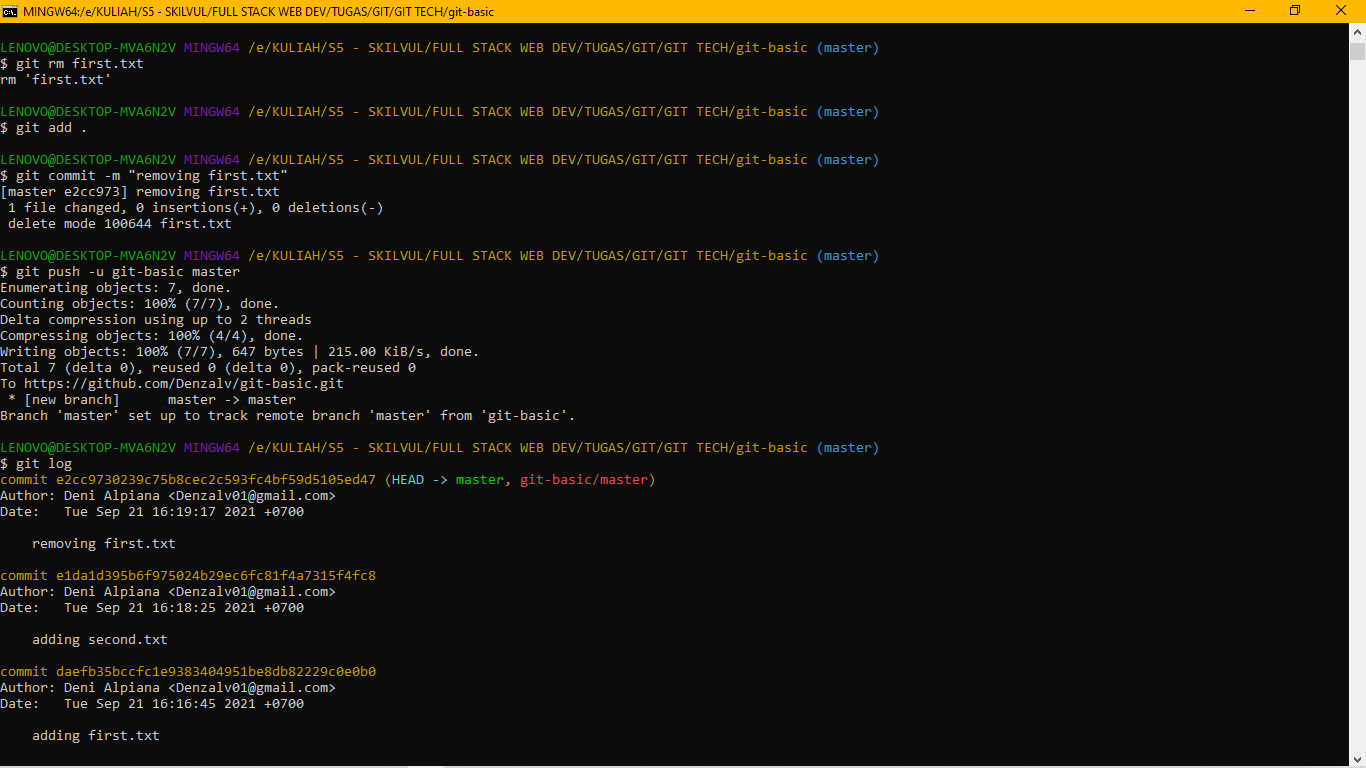 MINGW64:/e/KULIAH/S5 - SKILVUL/FULL STACK WEB DEV/TUGAS/GIT/GIT TECH/git-basic
LENOVO@DESKTOP-MVA6N2V MINGW64 /e/KULIAH/S5 - SKILVUL/FULL STACK WEB DEV/TUGAS/GIT/GIT TECH/git-basic (master)
$ git rm first.txt
rm 'first.txt'
LENOVO@DESKTOP-MVA6N2V MINGW64 /e/KULIAH/S5 - SKILVUL/FULL STACK WEB DEV/TUGAS/GIT/GIT TECH/git-basic (master)
$ git add .
LENOVO@DESKTOP-MVA6N2V MINGW64 /e/KULIAH/S5 - SKILVUL/FULL STACK WEB DEV/TUGAS/GIT/GIT TECH/git-basic (master)
$ git commit -m "removing first.txt"
[master e2cc973] removing first.txt
 1 file changed, 0 insertions(+), 0 deletions(-)
 delete mode 100644 first.txt
LENOVO@DESKTOP-MVA6N2V MINGW64 /e/KULIAH/S5 - SKILVUL/FULL STACK WEB DEV/TUGAS/GIT/GIT TECH/git-basic (master)
$ git push -u git-basic master
Enumerating objects: 7, done.
Counting objects: 100% (7/7), done.
Delta compression using up to 2 threads
Compressing objects: 100% (4/4), done.
Writing objects: 100% (7/7), 647 bytes | 215.00 KiB/s, done.
Total 7 (delta 0), reused 0 (delta 0), pack-reused 0
To https://github.com/Denzalv/git-basic.git
 * [new branch]      master -> master
Branch 'master' set up to track remote branch 'master' from 'git-basic'.
LENOVO@DESKTOP-MVA6N2V MINGW64 /e/KULIAH/S5 - SKILVUL/FULL STACK WEB DEV/TUGAS/GIT/GIT TECH/git-basic (master)
$ git log
commit e2cc9730239c75b8cec2c593fc4bf59d5105ed47 (HEAD -> master, git-basic/master)
Author: Deni Alpiana <Denzalv01@gmail.com>
Date:   Tue Sep 21 16:19:17 2021 +0700
    removing first.txt
commit e1da1d395b6f975024b29ec6fc81f4a7315f4fc8
Author: Deni Alpiana <Denzalv01@gmail.com>
Date:   Tue Sep 21 16:18:25 2021 +0700
    adding second.txt
commit daefb35bccfc1e9383404951be8db82229c0e0b0
Author: Deni Alpiana <Denzalv01@gmail.com>
Date:   Tue Sep 21 16:16:45 2021 +0700
    adding first.txt